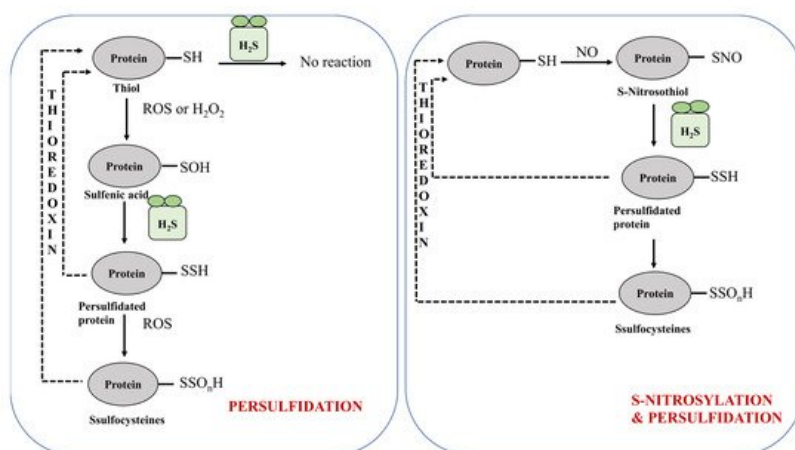 Protein
SH
H₂S
No reaction
Thiol
ROS or H₂O₂
Protein
SOH
Sulfenic acid
H₂S
Protein
SSH
Persulfidated
protein
ROS
Protein
SSOₙH
Ssulfocysteines
THIOREDOXIN
PERSULFIDATION
Protein
SH
NO
Protein
SNO
S-Nitrosothiol
H₂S
Protein
SSH
Persulfidated
protein
Protein
SSOₙH
Ssulfocysteines
THIOREDOXIN
S-NITROSYLATION
& PERSULFIDATION